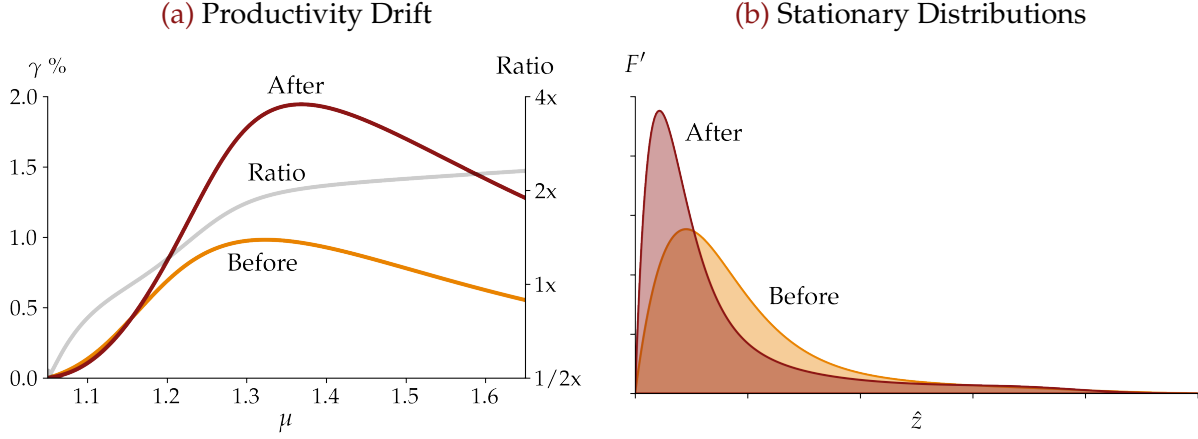 (a) Productivity Drift
γ %
Ratio
2.0
1.5
1.0
0.5
0.0
4x
2x
1x
1/2x
After
Ratio
Before
1.1 1.2 1.3 1.4 1.5 1.6
μ
(b) Stationary Distributions
F′
After
Before
ẑ